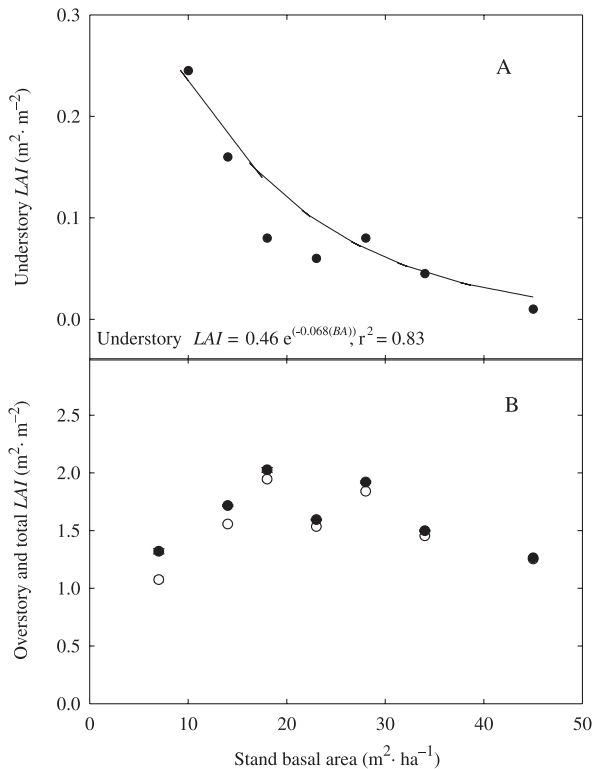 0.3
A
0.2
Understory LAI (m²· m⁻²)
0.1
0.0
Understory LAI = 0.46 e^(-0.068(BA)), r² = 0.83
B
2.5
2.0
Overstory and total LAI (m²· m⁻²)
1.5
1.0
0.5
0.0
0 10 20 30 40 50
Stand basal area (m²· ha⁻¹)